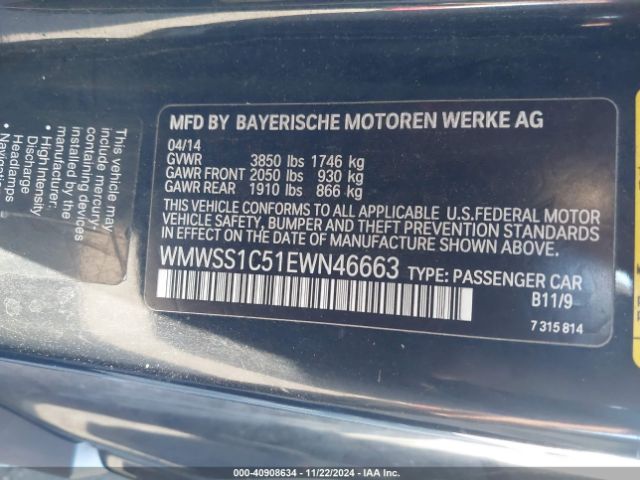 MFD BY BAYERISCHE MOTOREN WERKE AG
04/14
GVWR 3850 lbs 1746 kg
GAWR FRONT 2050 lbs 930 kg
GAWR REAR 1910 lbs 866 kg
THIS VEHICLE CONFORMS TO ALL APPLICABLE U.S.FEDERAL MOTOR
VEHICLE SAFETY, BUMPER AND THEFT PREVENTION STANDARDS
IN EFFECT ON THE DATE OF MANUFACTURE SHOWN ABOVE.
WMWSS1C51EWN46663 TYPE: PASSENGER CAR
B11/9
7 315 814
This vehicle may
include mercury-
containing devices
installed by the
manufacturer:
• High Intensity
Discharge
Headlamps
000-40908634 - 11/22/2024 - IAA Inc.